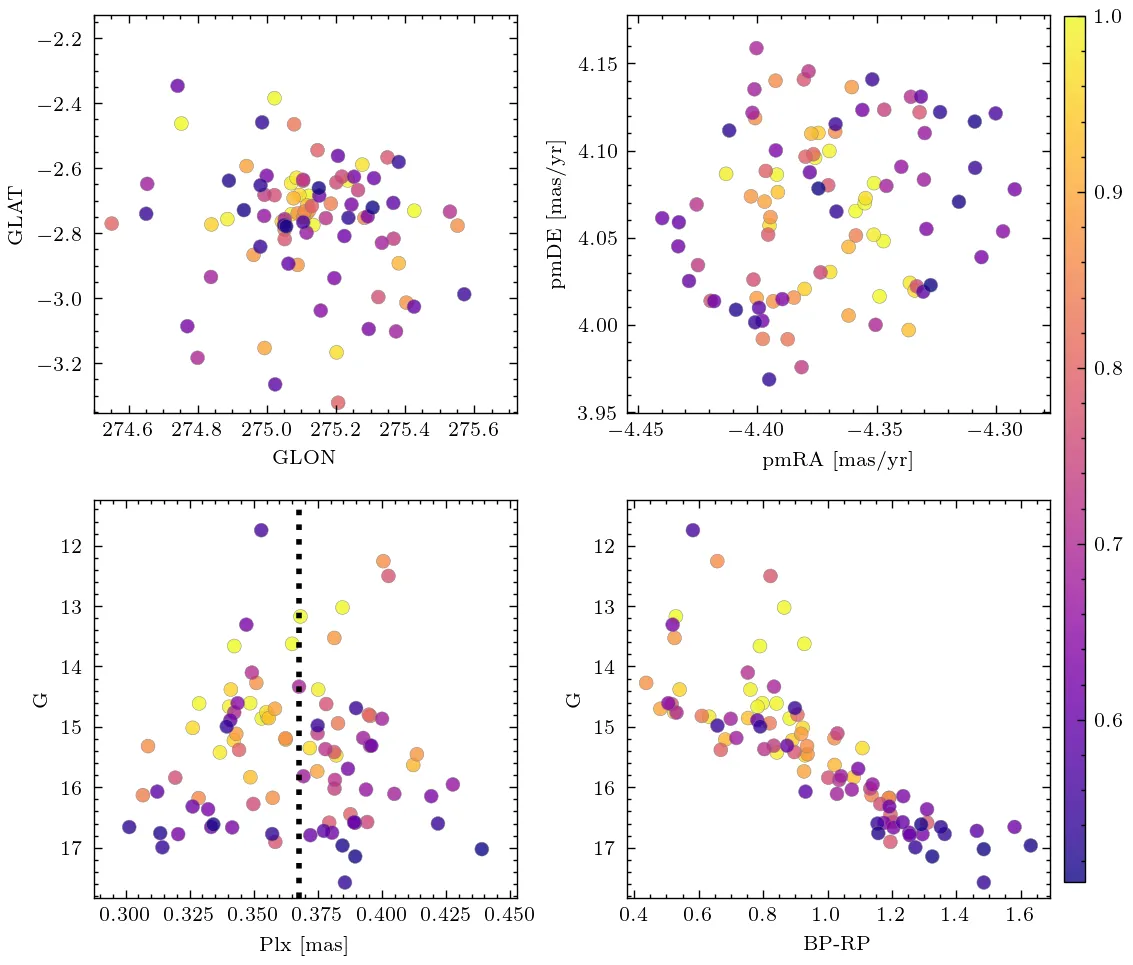 −2.2
−2.4
−2.6
−2.8
−3.0
−3.2
GLAT
274.6 274.8 275.0 275.2 275.4 275.6
GLON
4.15
4.10
4.05
4.00
3.95
pmDE [mas/yr]
−4.45 −4.40 −4.35 −4.30
pmRA [mas/yr]
1.0
0.9
0.8
0.7
0.6
12
13
14
15
16
17
G
0.300 0.325 0.350 0.375 0.400 0.425 0.450
Plx [mas]
12
13
14
15
16
17
G
0.4 0.6 0.8 1.0 1.2 1.4 1.6
BP-RP